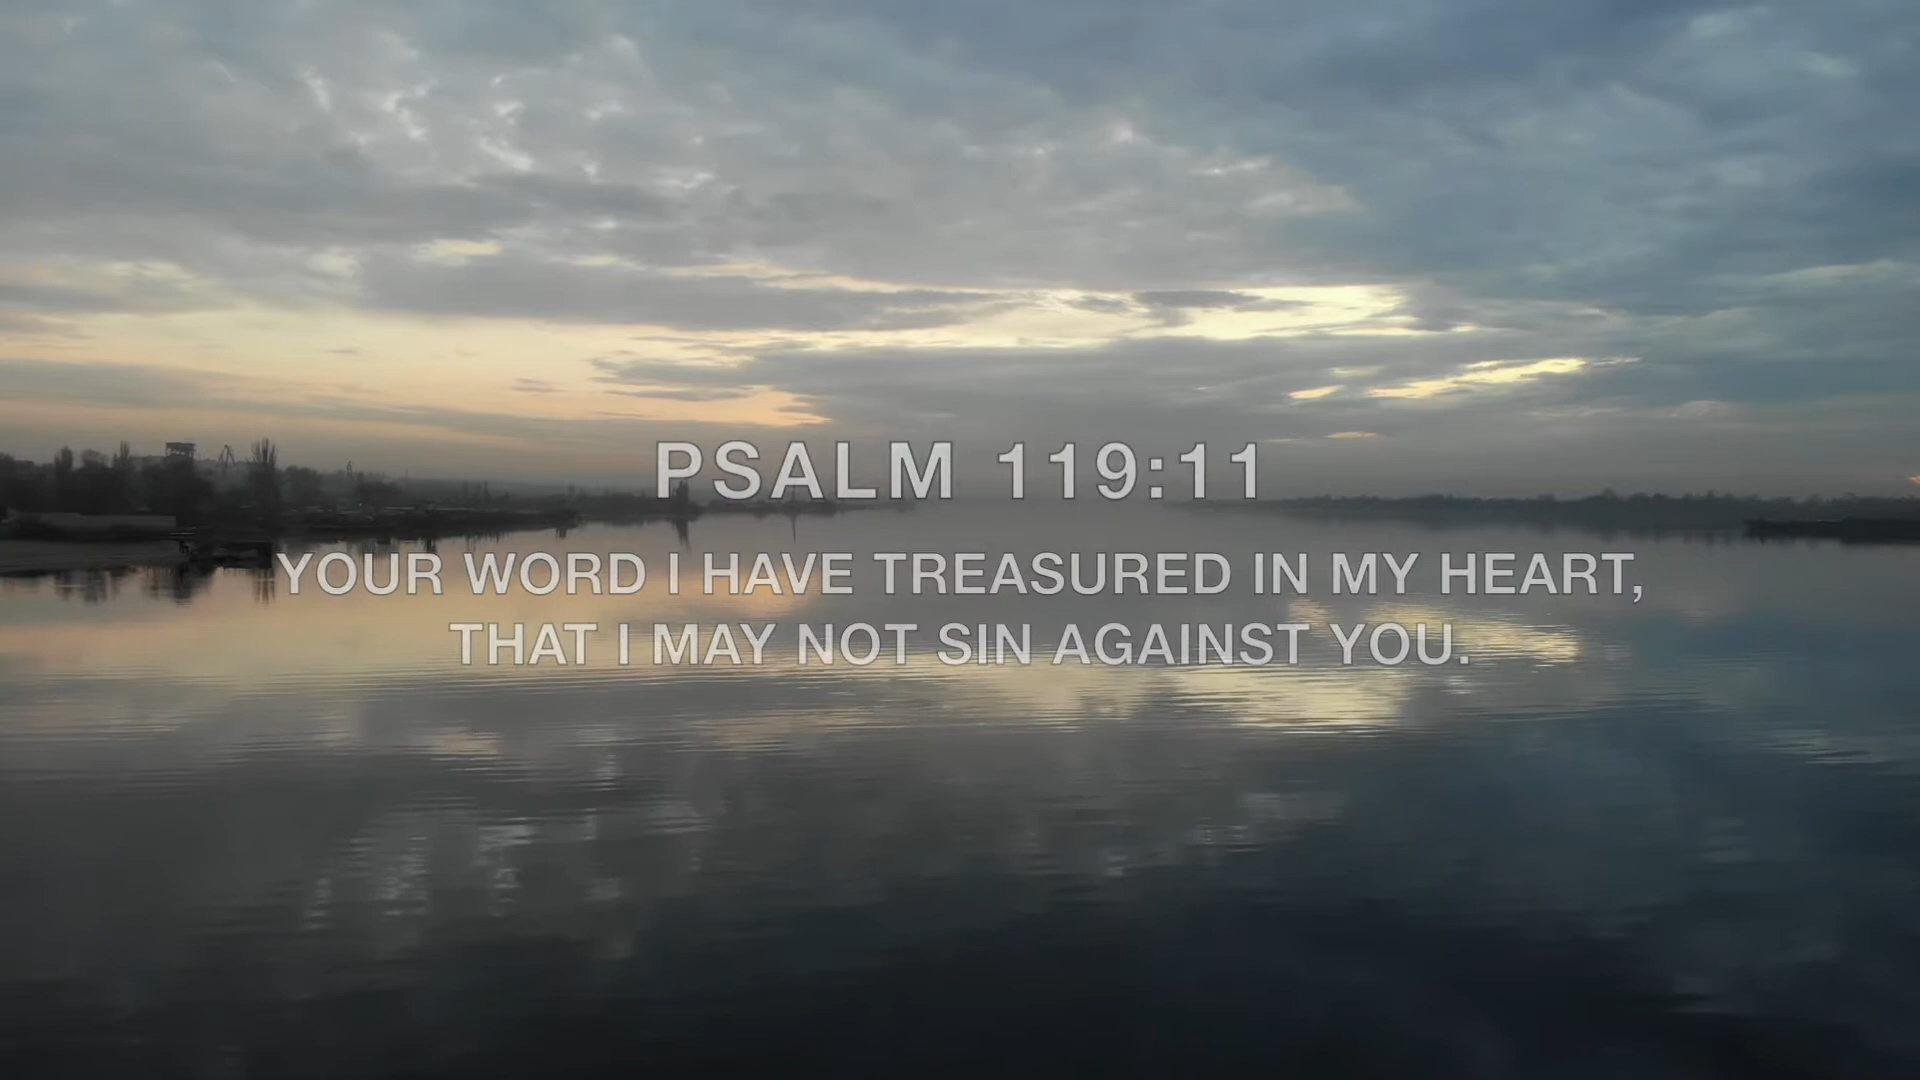 PSALM 119:11
YOUR WORD I HAVE TREASURED IN MY HEART,
THAT I MAY NOT SIN AGAINST YOU.